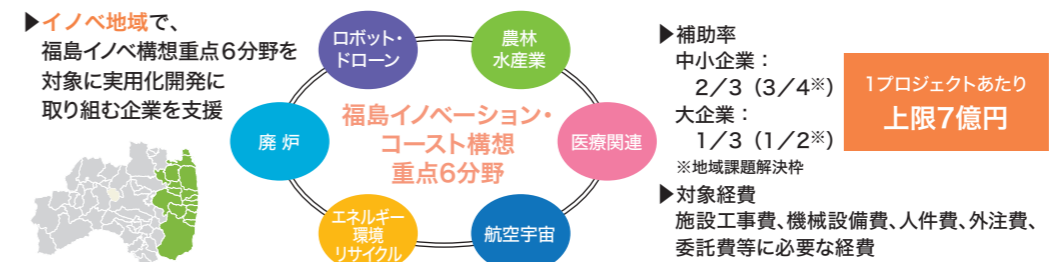 ▶イノベ地域で、
福島イノベ構想重点6分野を
対象に実用化開発に
取り組む企業を支援
ロボット・
ドローン
農林
水産業
廃 炉
福島イノベーション・
コースト構想
重点6分野
医療関連
エネルギー
環境
リサイクル
航空宇宙
▶補助率
中小企業：
2／3（3／4※）
大企業：
1／3（1／2※）
※地域課題解決枠
1プロジェクトあたり
上限7億円
▶対象経費
施設工事費、機械設備費、人件費、外注費、
委託費等に必要な経費